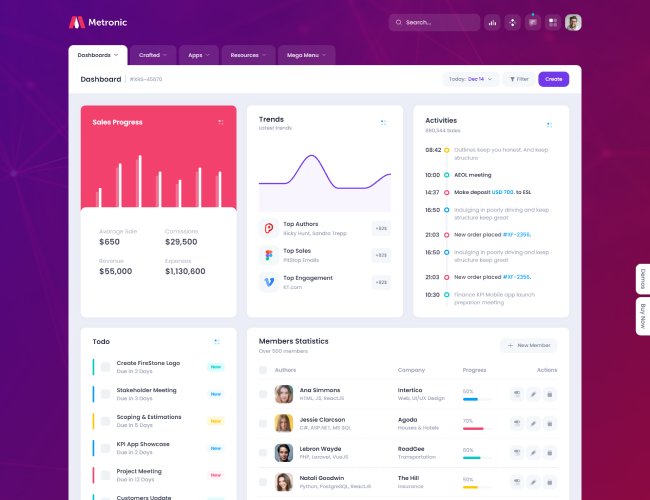 Metronic
Search...
Dashboards
Crafted
Apps
Resources
Mega Menu
Dashboard
#XRS-45670
Today: Dec 14
Filter
Create
Sales Progress
Avarage Sale
$650
Comissions
$29,500
Revenue
$55,000
Expenses
$1,130,600
Trends
Latest trends
Top Authors
Ricky Hunt, Sandra Trepp
+82$
Top Sales
PitStop Emails
+82$
Top Engagement
KT.com
+82$
Activities
890,344 Sales
08:42
Outlines keep you honest. And keep
structure
10:00
AEOL meeting
14:37
Make deposit USD 700. to ESL
16:50
Indulging in poorly driving and keep
structure keep great
21:03
New order placed #XF-2356.
16:50
Indulging in poorly driving and keep
structure keep great
21:03
New order placed #XF-2356.
10:30
Finance KPI Mobile app launch
preparion meeting
Demos
Buy Now
Todo
Create FireStone Logo
Due in 2 Days
New
Stakeholder Meeting
Due in 3 Days
New
Scoping & Estimations
Due in 5 Days
New
KPI App Showcase
Due in 2 Days
New
Project Meeting
Due in 12 Days
New
Customers Update
New
Members Statistics
Over 500 members
New Member
Authors
Company
Progress
Actions
Ana Simmons
HTML, JS, ReactJS
Intertico
Web, UI/UX Design
50%
Jessie Clarcson
C#, ASP.NET, MS SQL
Agoda
Houses & Hotels
70%
Lebron Wayde
PHP, Laravel, VueJS
RoadGee
Transportation
60%
Natali Goodwin
Python, PostgreSQL, ReactJS
The Hill
Insurance
50%